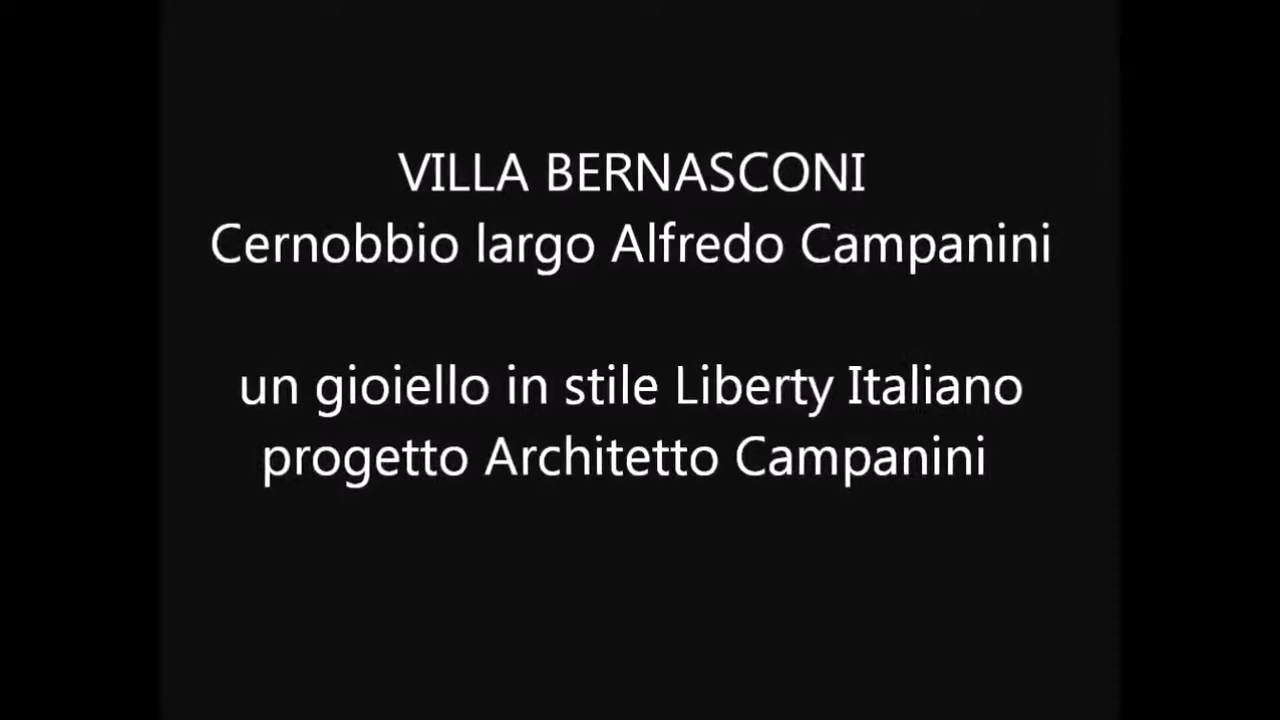 VILLA BERNASCONI
Cernobbio largo Alfredo Campanini
un gioiello in stile Liberty Italiano
progetto Architetto Campanini